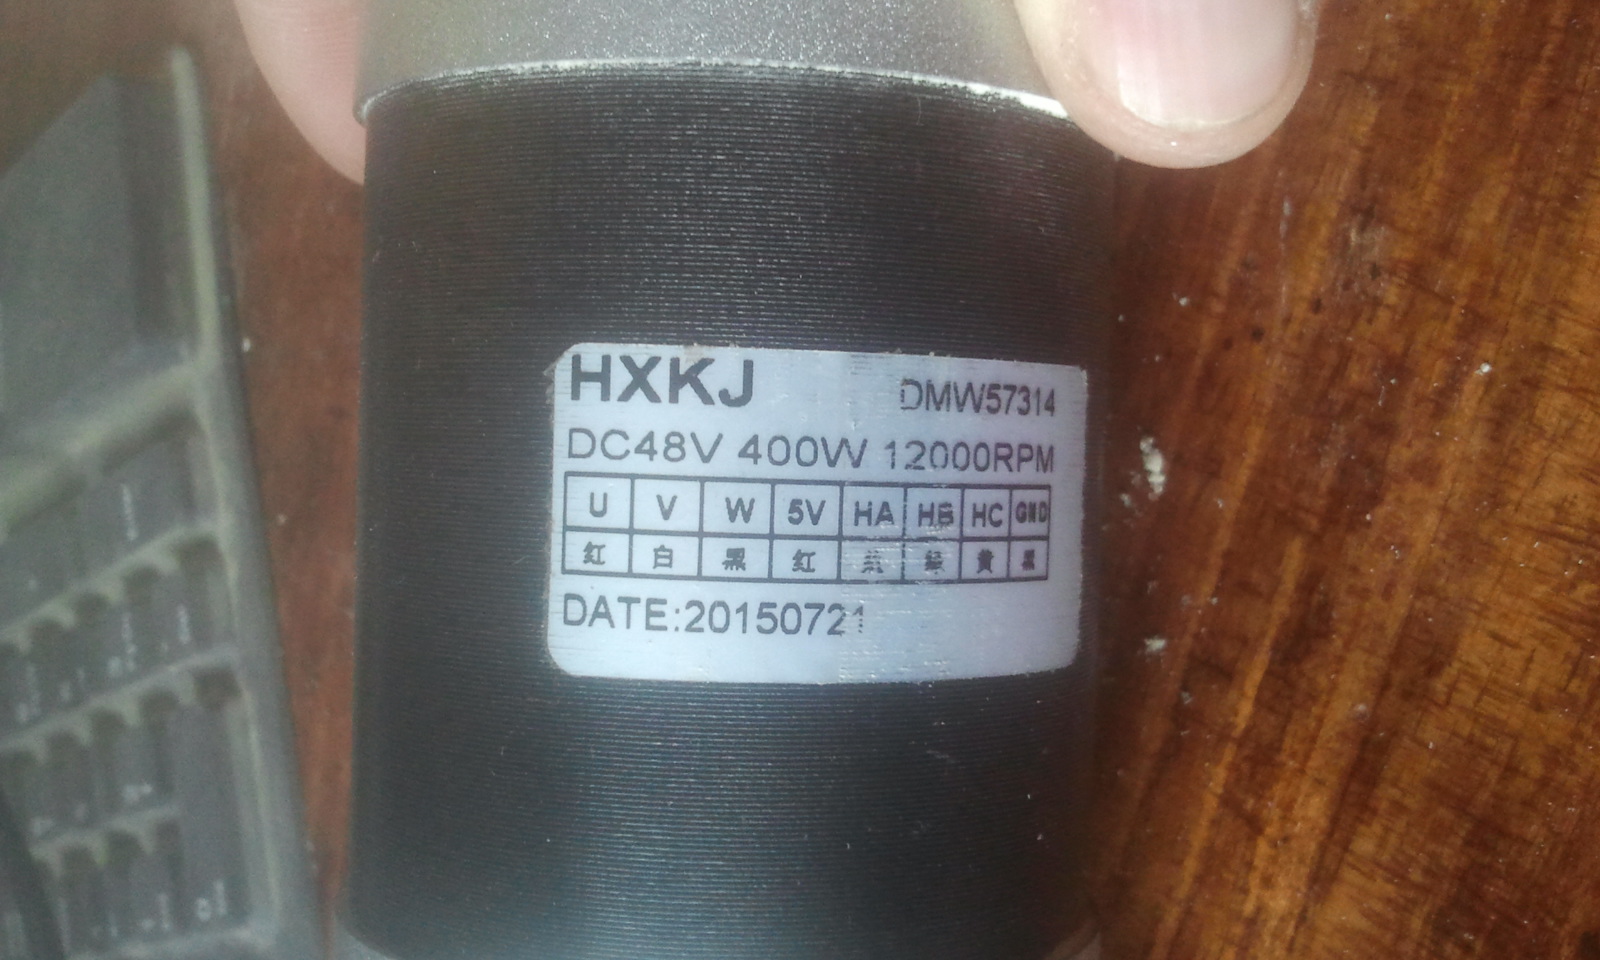 HXKJ DMW57314
DC48V 400W 12000RPM
U V W 5V HA HB HC GND
红 白 黑 红 绿 黄 黑
DATE:20150721